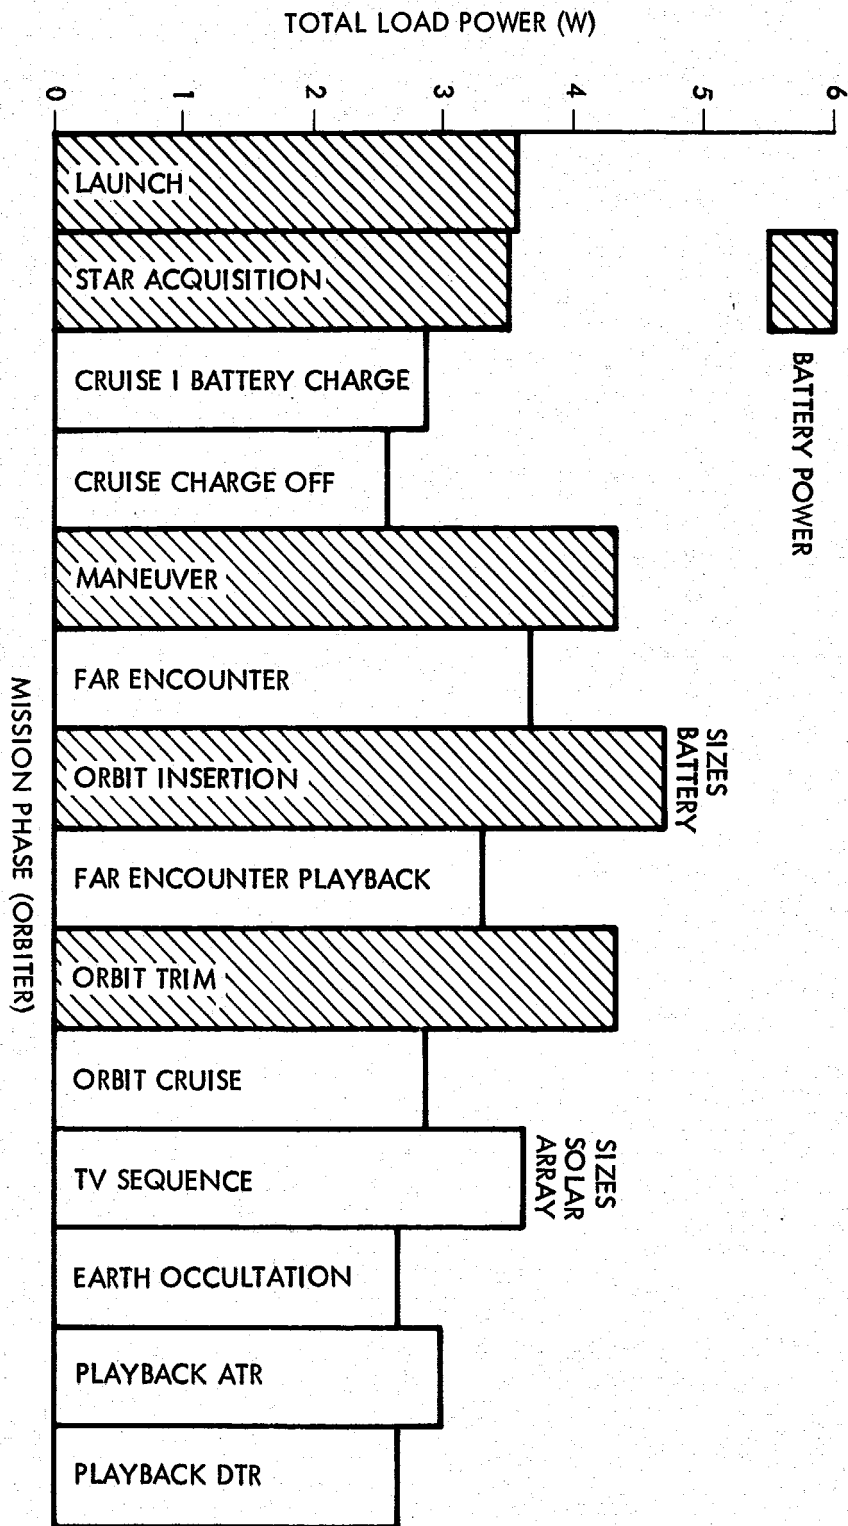 TOTAL LOAD POWER (W)
0
1
2
3
4
5
6
BATTERY POWER
LAUNCH
STAR ACQUISITION
CRUISE I BATTERY CHARGE
CRUISE CHARGE OFF
MANEUVER
FAR ENCOUNTER
ORBIT INSERTION
SIZES
BATTERY
FAR ENCOUNTER PLAYBACK
ORBIT TRIM
ORBIT CRUISE
TV SEQUENCE
SIZES
SOLAR
ARRAY
EARTH OCCULTATION
PLAYBACK ATR
PLAYBACK DTR
MISSION PHASE (ORBITER)